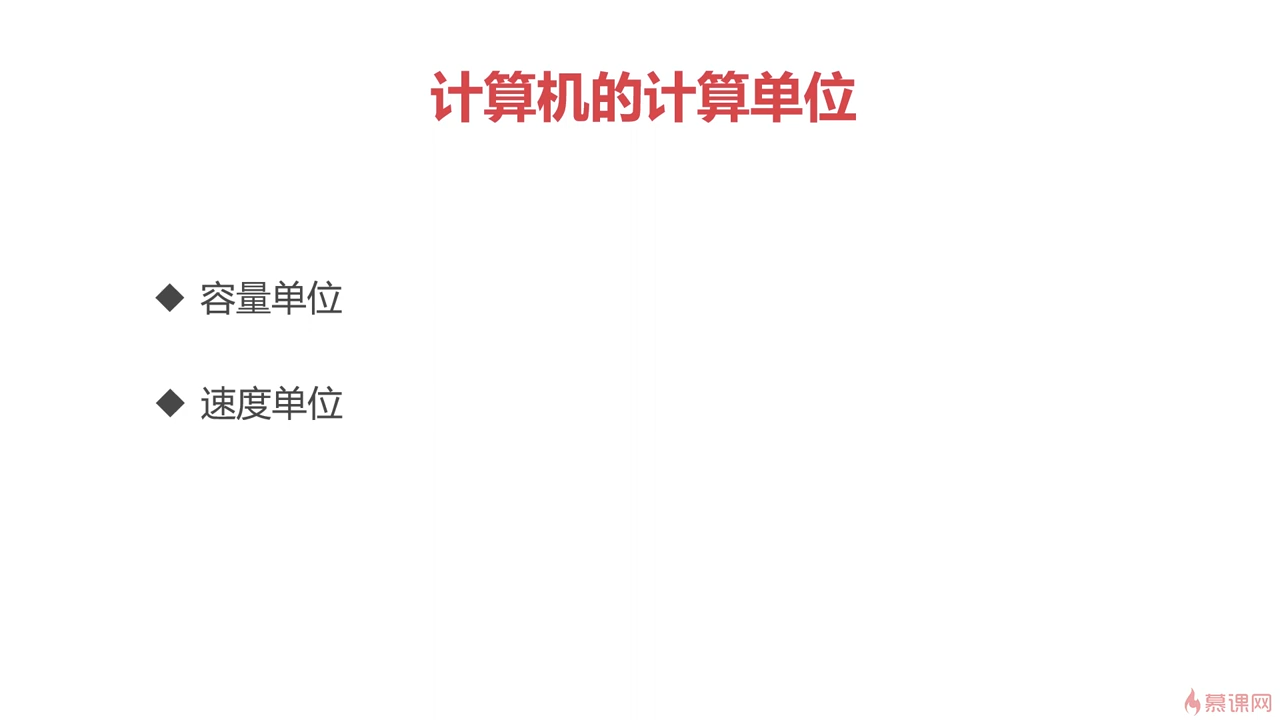 计算机的计算单位
◆ 容量单位
◆ 速度单位
慕课网